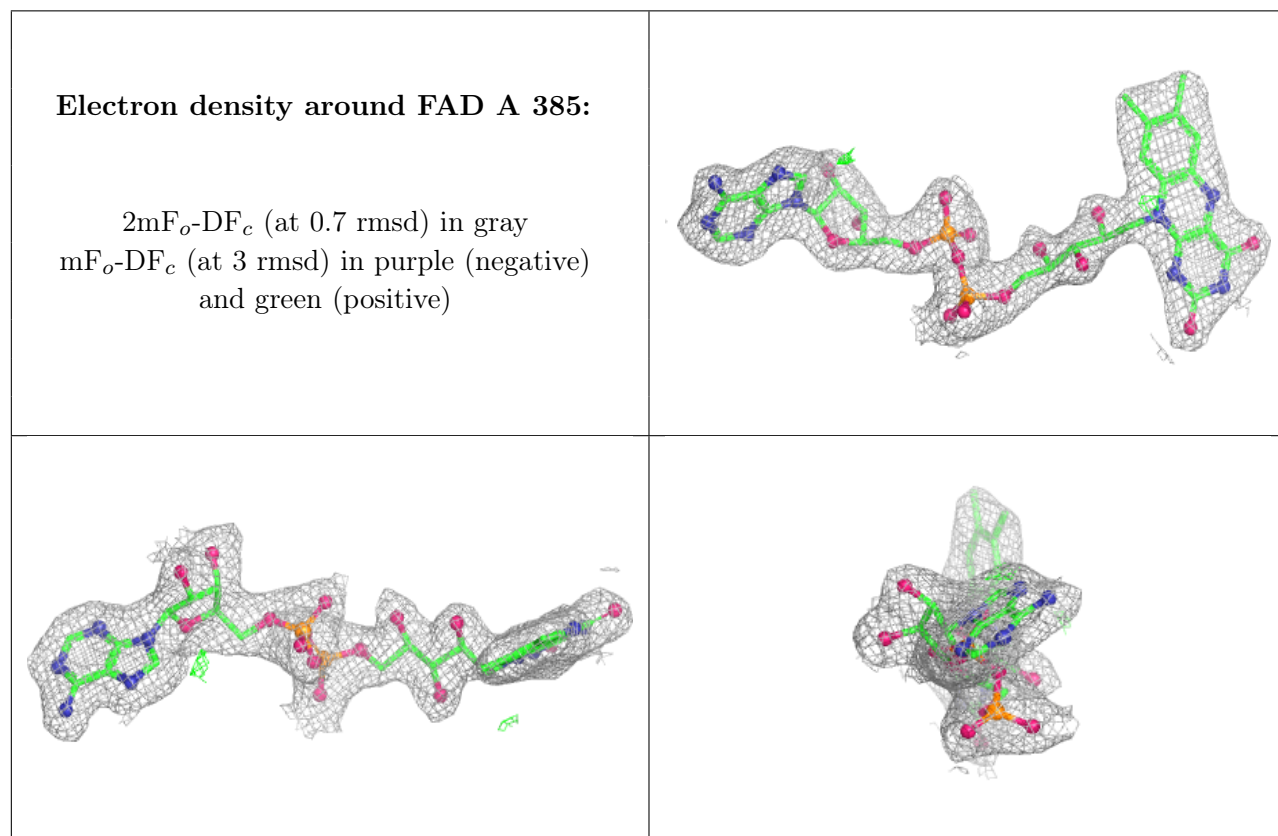 Electron density around FAD A 385:
2mFₒ-DF𝒸 (at 0.7 rmsd) in gray
mFₒ-DF𝒸 (at 3 rmsd) in purple (negative)
and green (positive)